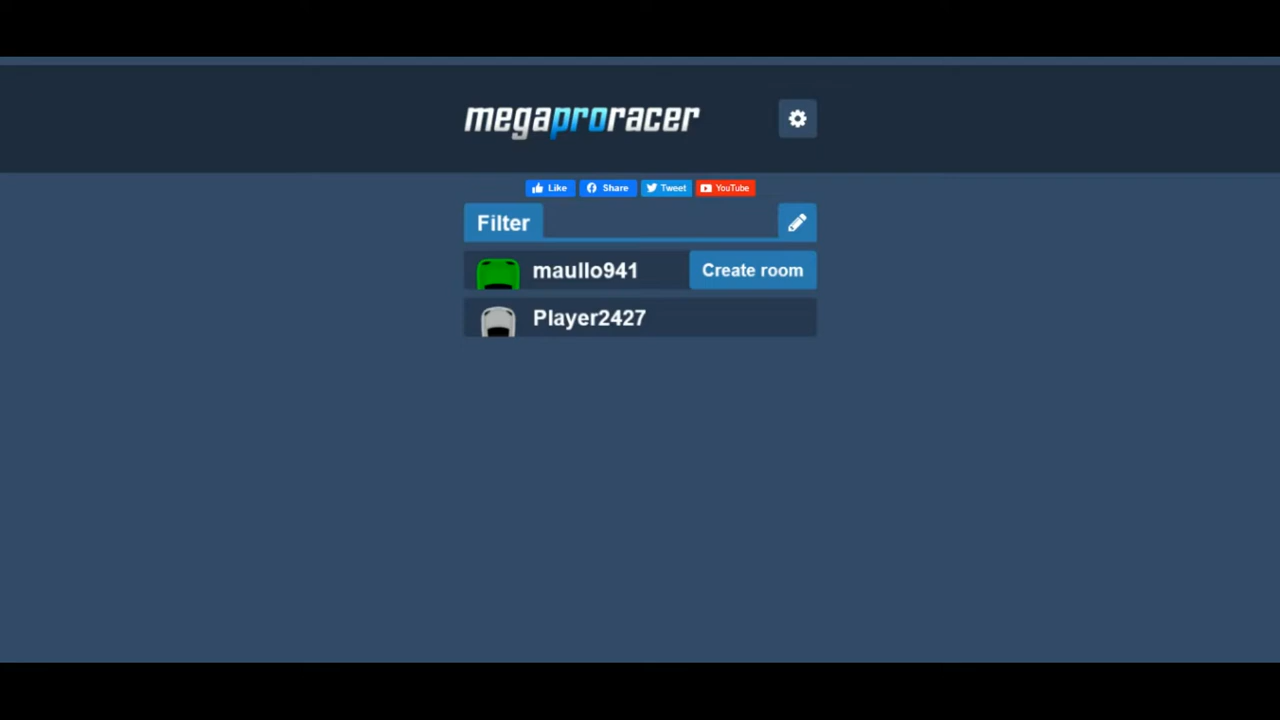 megaproracer
Like Share Tweet YouTube
Filter
maullo941 Create room
Player2427